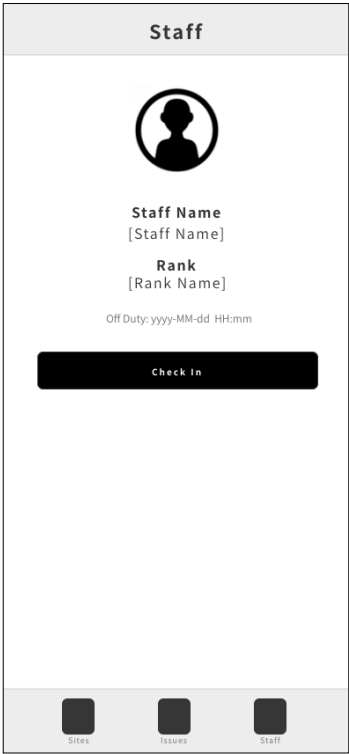 Staff
Staff Name
[Staff Name]
Rank
[Rank Name]
Off Duty: yyyy-MM-dd  HH:mm
Check In
Sites
Issues
Staff